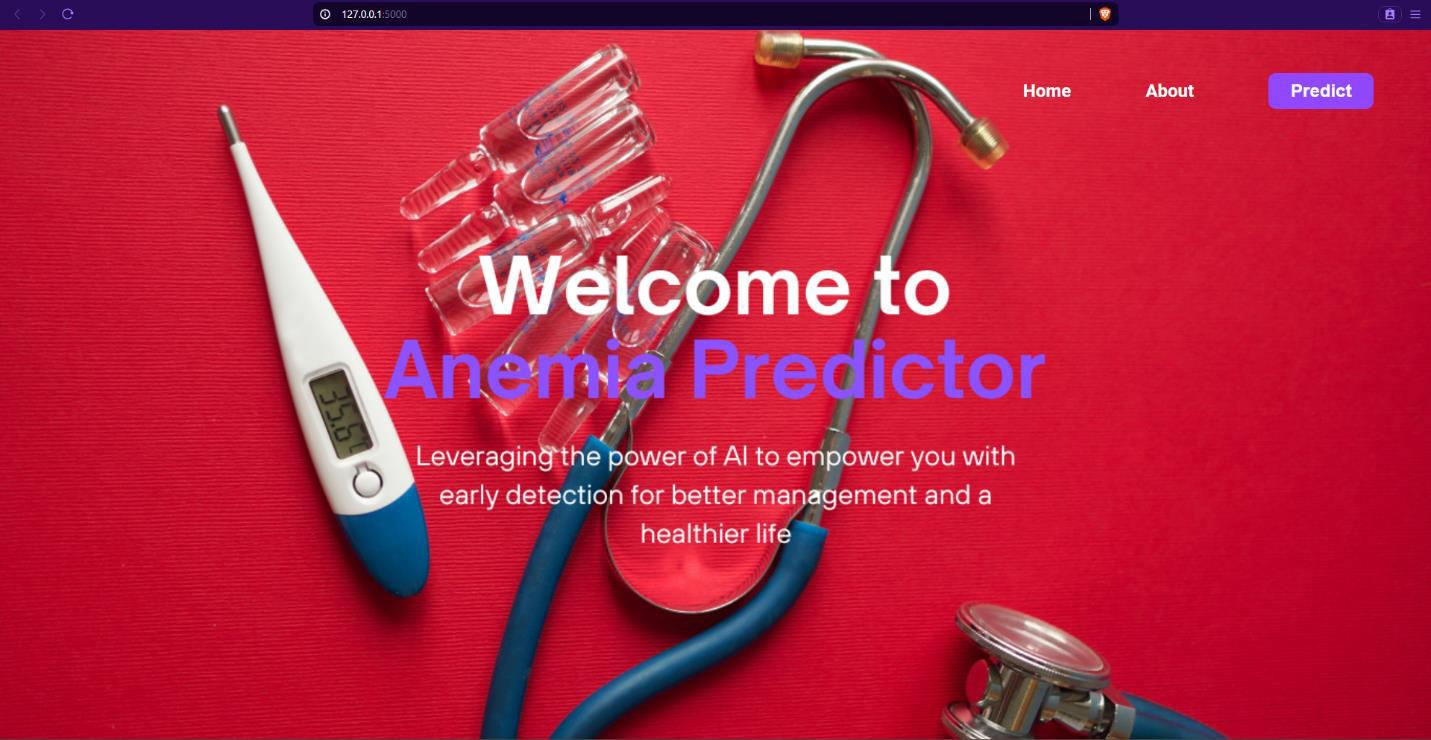 127.0.0.1:5000
Home About Predict
35.67
Welcome to
Anemia Predictor
Leveraging the power of AI to empower you with
early detection for better management and a
healthier life